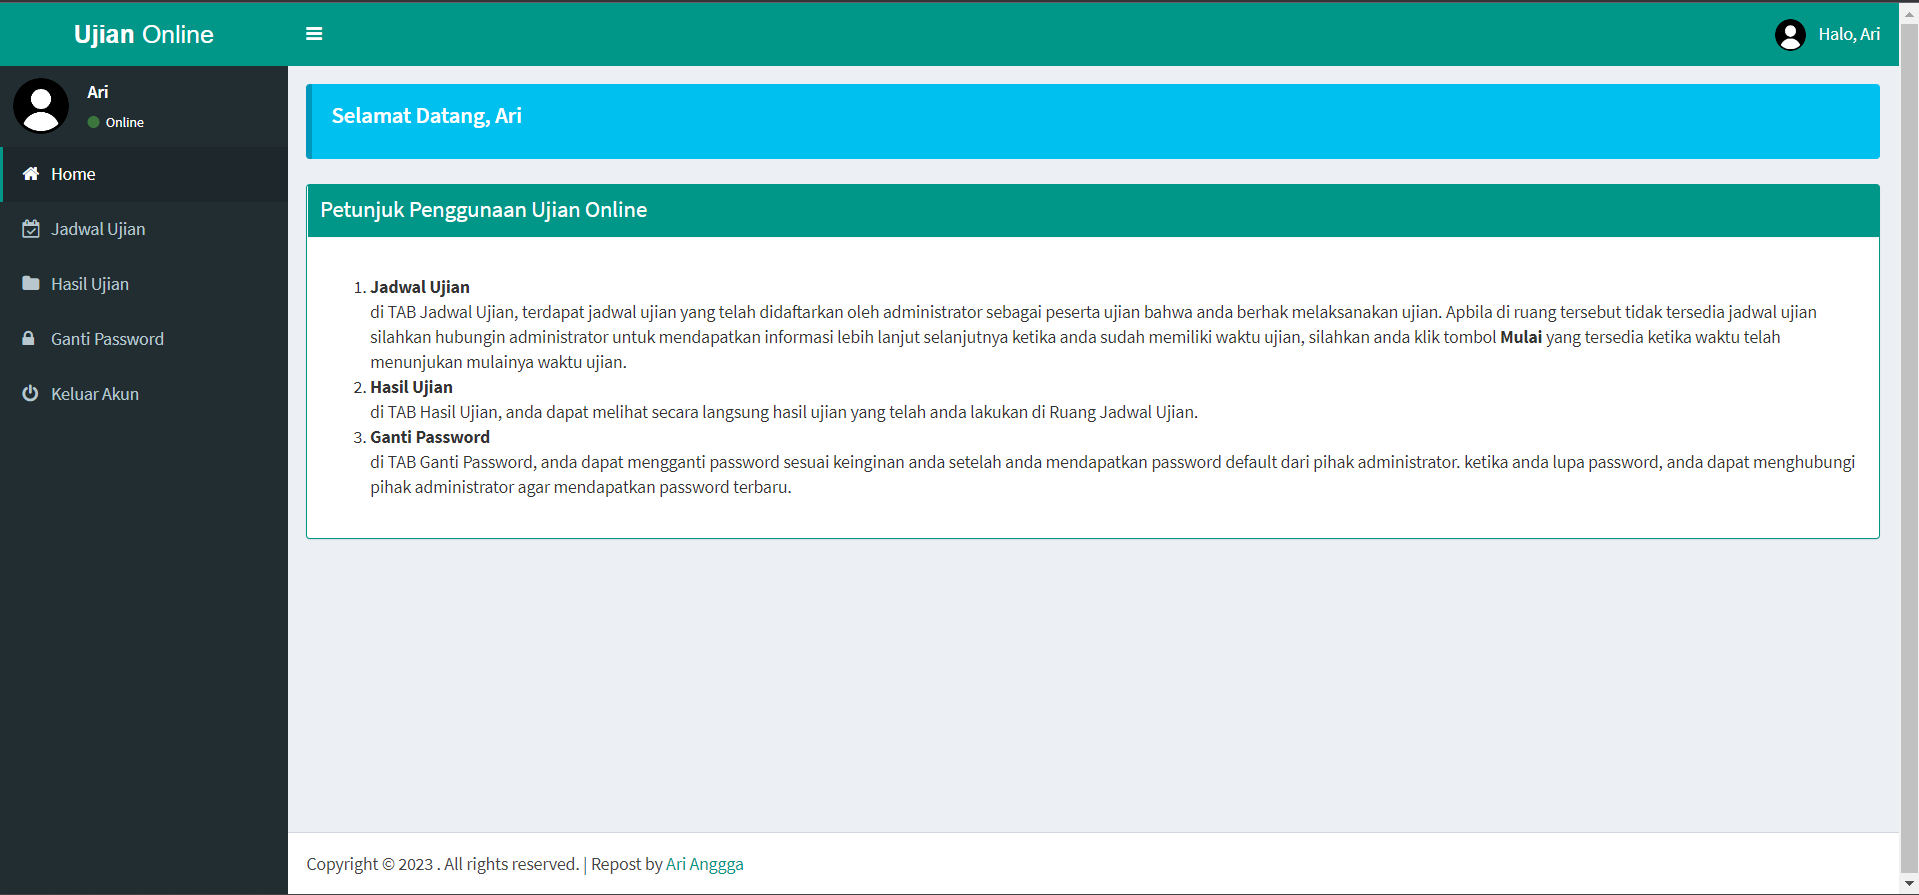 Ujian Online
Halo, Ari
Ari
Online
Home
Jadwal Ujian
Hasil Ujian
Ganti Password
Keluar Akun
Selamat Datang, Ari
Petunjuk Penggunaan Ujian Online
1. Jadwal Ujian
di TAB Jadwal Ujian, terdapat jadwal ujian yang telah didaftarkan oleh administrator sebagai peserta ujian bahwa anda berhak melaksanakan ujian. Apbila di ruang tersebut tidak tersedia jadwal ujian
silahkan hubungin administrator untuk mendapatkan informasi lebih lanjut selanjutnya ketika anda sudah memiliki waktu ujian, silahkan anda klik tombol Mulai yang tersedia ketika waktu telah
menunjukan mulainya waktu ujian.
2. Hasil Ujian
di TAB Hasil Ujian, anda dapat melihat secara langsung hasil ujian yang telah anda lakukan di Ruang Jadwal Ujian.
3. Ganti Password
di TAB Ganti Password, anda dapat mengganti password sesuai keinginan anda setelah anda mendapatkan password default dari pihak administrator. ketika anda lupa password, anda dapat menghubungi
pihak administrator agar mendapatkan password terbaru.
Copyright © 2023 . All rights reserved. | Repost by Ari Anggga